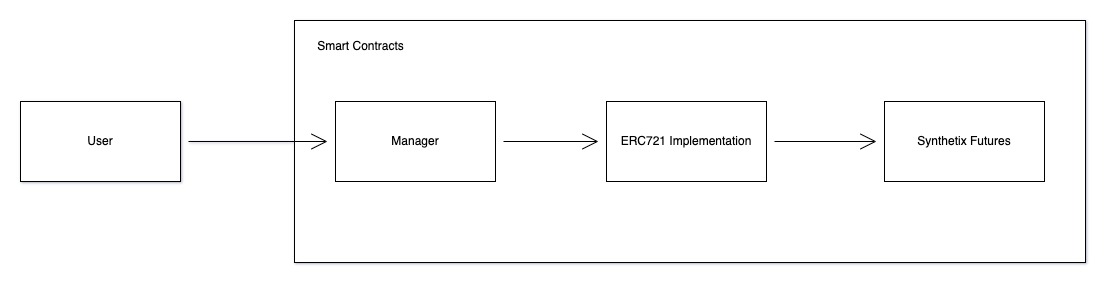 Smart Contracts
User
Manager
ERC721 Implementation
Synthetix Futures